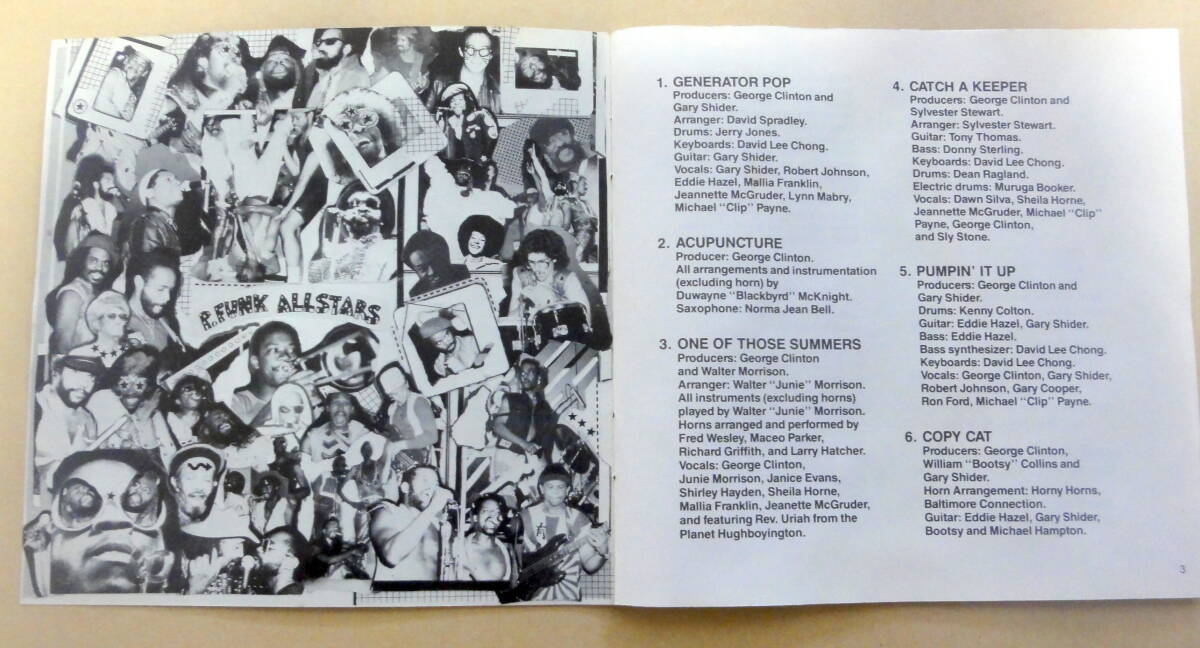 P.FUNK ALLSTARS
1. GENERATOR POP
Producers: George Clinton and
Gary Shider.
Arranger: David Spradley.
Drums: Jerry Jones.
Keyboards: David Lee Chong.
Guitar: Gary Shider.
Vocals: Gary Shider, Robert Johnson,
Eddie Hazel, Mallia Franklin,
Jeannette McGruder, Lynn Mabry,
Michael "Clip" Payne.
2. ACUPUNCTURE
Producer: George Clinton.
All arrangements and instrumentation
(excluding horn) by
Duwayne "Blackbyrd" McKnight.
Saxophone: Norma Jean Bell.
3. ONE OF THOSE SUMMERS
Producers: George Clinton
and Walter Morrison.
Arranger: Walter "Junie" Morrison.
All instruments (excluding horns)
played by Walter "Junie" Morrison.
Horns arranged and performed by
Fred Wesley, Maceo Parker,
Richard Griffith, and Larry Hatcher.
Vocals: George Clinton,
Junie Morrison, Janice Evans,
Shirley Hayden, Sheila Horne,
Mallia Franklin, Jeanette McGruder,
and featuring Rev. Uriah from the
Planet Hughboyington.
4. CATCH A KEEPER
Producers: George Clinton and
Sylvester Stewart.
Arranger: Sylvester Stewart.
Guitar: Tony Thomas.
Bass: Donny Sterling.
Keyboards: David Lee Chong.
Drums: Dean Ragland.
Electric drums: Muruga Booker.
Vocals: Dawn Silva, Sheila Horne,
Jeannette McGruder, Michael "Clip"
Payne, George Clinton,
and Sly Stone.
5. PUMPIN' IT UP
Producers: George Clinton and
Gary Shider.
Drums: Kenny Colton.
Guitar: Eddie Hazel, Gary Shider.
Bass: Eddie Hazel.
Bass synthesizer: David Lee Chong.
Keyboards: David Lee Chong.
Vocals: George Clinton, Gary Shider,
Robert Johnson, Gary Cooper,
Ron Ford, Michael "Clip" Payne.
6. COPY CAT
Producers: George Clinton,
William "Bootsy" Collins and
Gary Shider.
Horn Arrangement: Horny Horns,
Baltimore Connection.
Guitar: Eddie Hazel, Gary Shider,
Bootsy and Michael Hampton.
3